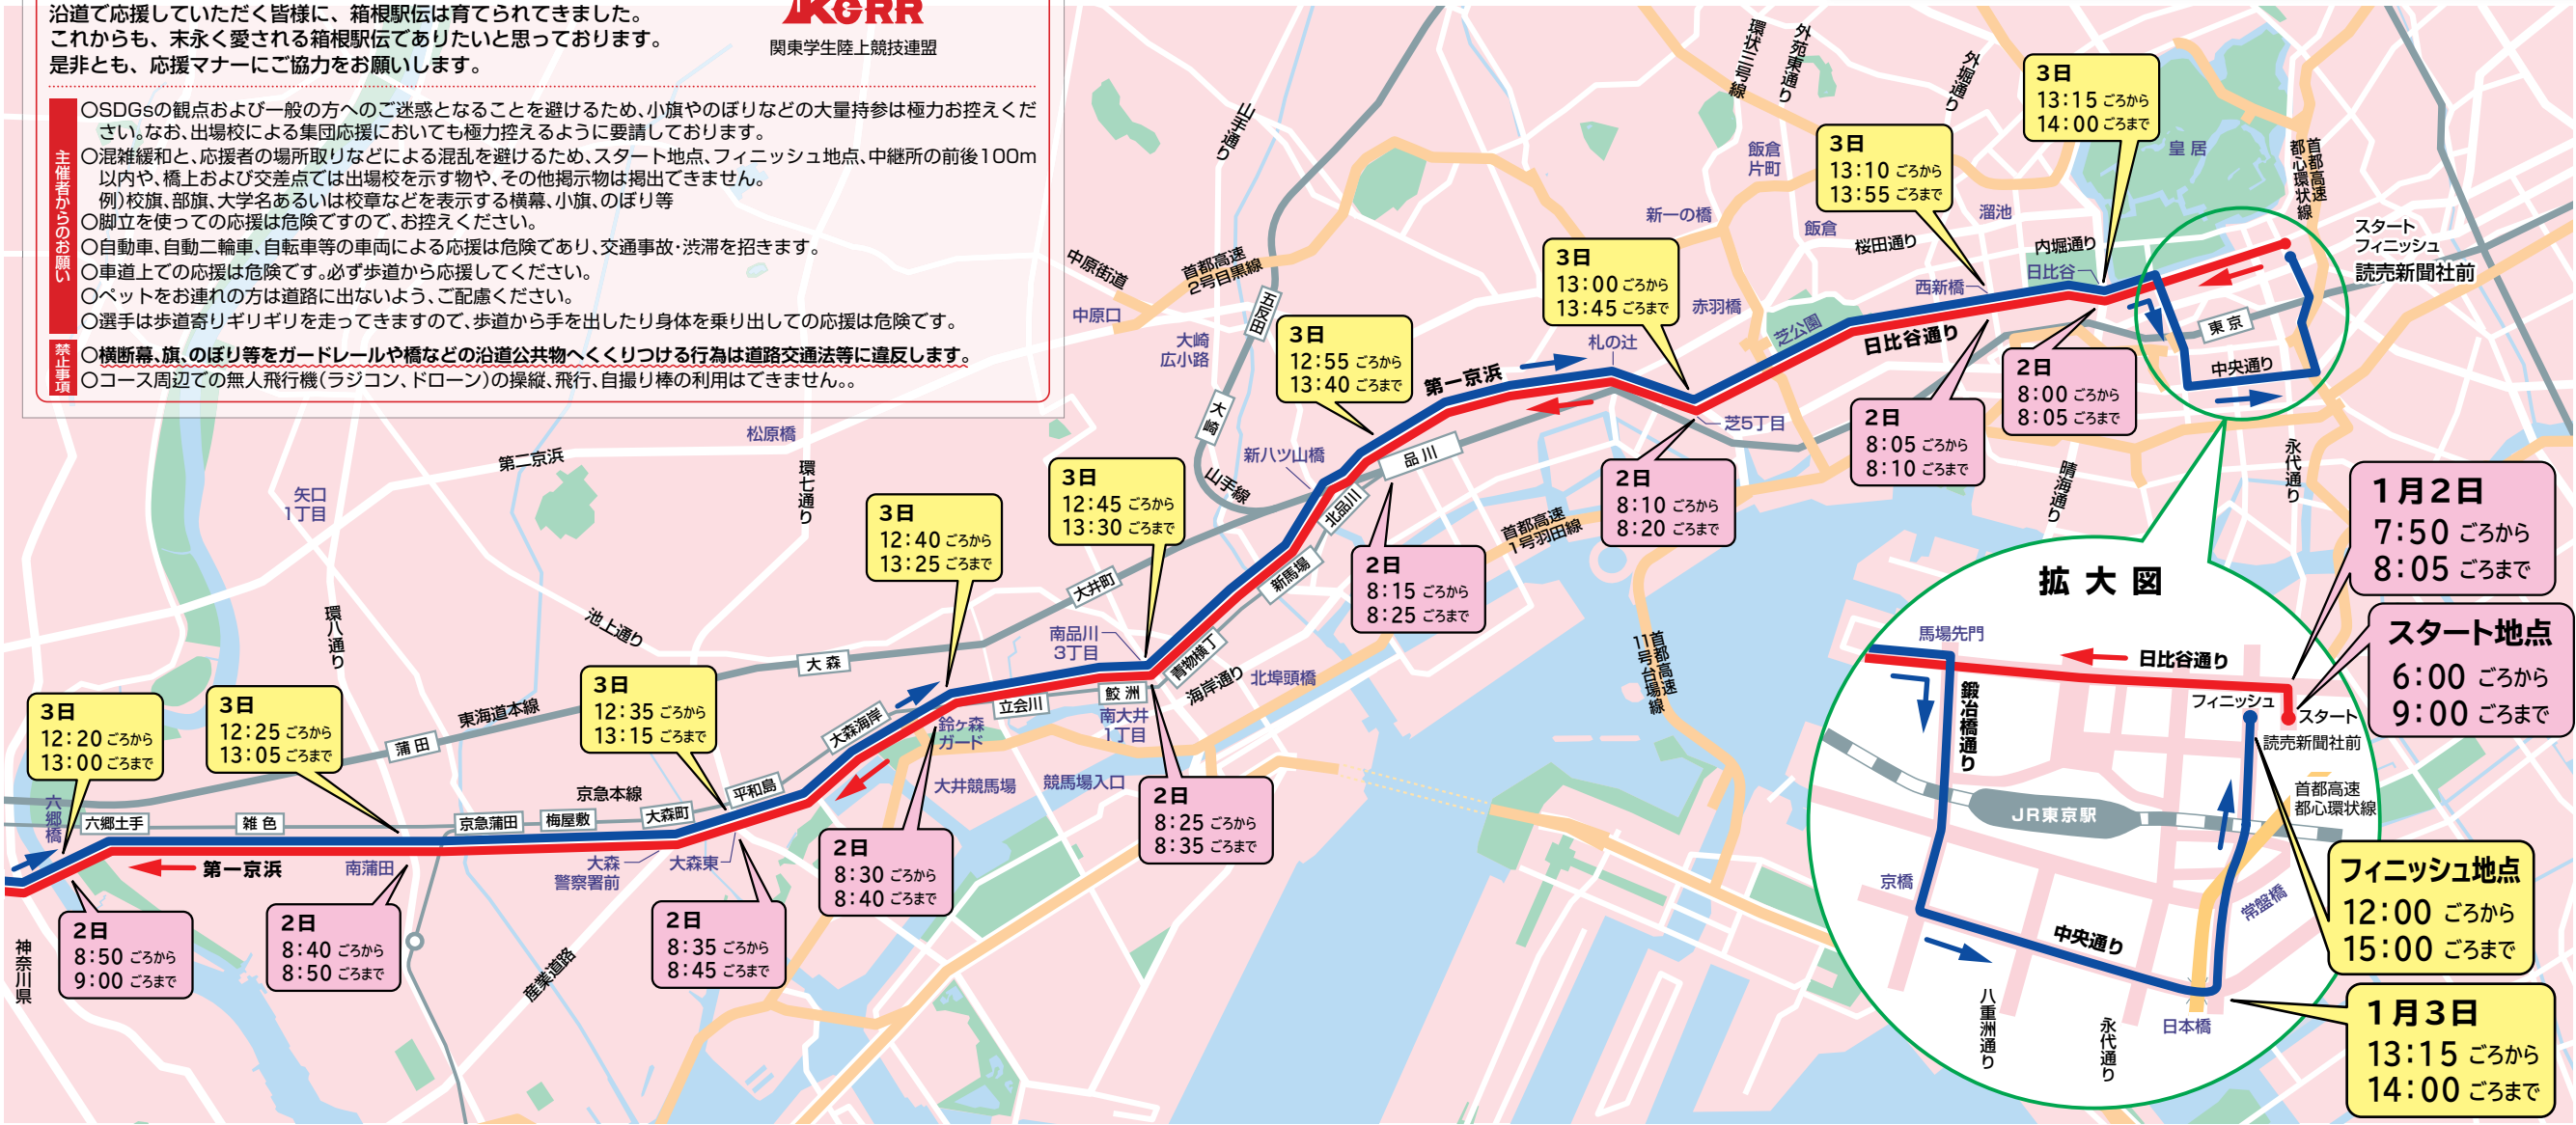 沿道で応援していただく皆様に、箱根駅伝は育てられてきました。
これからも、末永く愛される箱根駅伝でありたいと思っております。
是非とも、応援マナーにご協力をお願いします。
KGRR
関東学生陸上競技連盟
主催者からのお願い
○SDGsの観点および一般の方へのご迷惑となることを避けるため、小旗やのぼりなどの大量持参は極力お控えくだ
さい。なお、出場校による集団応援においても極力控えるように要請しております。
○混雑緩和と、応援者の場所取りなどによる混乱を避けるため、スタート地点、フィニッシュ地点、中継所の前後100m
以内や、橋上および交差点では出場校を示す物や、その他掲示物は掲出できません。
例)校旗、部旗、大学名あるいは校章などを表示する横幕、小旗、のぼり等
○脚立を使っての応援は危険ですので、お控えください。
○自動車、自動二輪車、自転車等の車両による応援は危険であり、交通事故・渋滞を招きます。
○車道上での応援は危険です。必ず歩道から応援してください。
○ペットをお連れの方は道路に出ないよう、ご配慮ください。
○選手は歩道寄りギリギリを走ってきますので、歩道から手を出したり身体を乗り出しての応援は危険です。
禁止事項
○横断幕、旗、のぼり等をガードレールや橋などの沿道公共物へくくりつける行為は道路交通法等に違反します。
○コース周辺での無人飛行機(ラジコン、ドローン)の操縦、飛行、自撮り棒の利用はできません。。
環状三号線
外苑東通り
外堀通り
山手通り
飯倉
片町
3日
13:15 ごろから
14:00 ごろまで
3日
13:10 ごろから
13:55 ごろまで
皇居
首都高速
都心環状線
新一の橋
飯倉
溜池
桜田通り
内堀通り
日比谷
西新橋
スタート
フィニッシュ
読売新聞社前
中原街道
首都高速
2号目黒線
中原口
五反田
大崎
広小路
大崎
3日
13:00 ごろから
13:45 ごろまで
赤羽橋
芝公園
札の辻
日比谷通り
東京
中央通り
3日
12:55 ごろから
13:40 ごろまで
第一京浜
芝5丁目
2日
8:00 ごろから
8:05 ごろまで
2日
8:05 ごろから
8:10 ごろまで
2日
8:10 ごろから
8:20 ごろまで
永代通り
晴海通り
松原橋
第二京浜
環七通り
矢口
1丁目
新八ツ山橋
品川
山手線
北品川
首都高速
1号羽田線
3日
12:45 ごろから
13:30 ごろまで
3日
12:40 ごろから
13:25 ごろまで
2日
8:15 ごろから
8:25 ごろまで
新馬場
大井町
環八通り
池上通り
大森
南品川
3丁目
青物横丁
海岸通り
北埠頭橋
首都高速
11号台場線
鮫洲
立会川
南大井
1丁目
鈴ヶ森
ガード
大森海岸
大井競馬場
競馬場入口
3日
12:20 ごろから
13:00 ごろまで
3日
12:25 ごろから
13:05 ごろまで
3日
12:35 ごろから
13:15 ごろまで
東海道本線
蒲田
平和島
京急本線
六郷橋
六郷土手
雑色
京急蒲田
梅屋敷
大森町
第一京浜
南蒲田
大森
警察署前
大森東
2日
8:25 ごろから
8:35 ごろまで
2日
8:30 ごろから
8:40 ごろまで
2日
8:35 ごろから
8:45 ごろまで
2日
8:40 ごろから
8:50 ごろまで
2日
8:50 ごろから
9:00 ごろまで
神奈川県
産業道路
拡大図
1月2日
7:50 ごろから
8:05 ごろまで
スタート地点
6:00 ごろから
9:00 ごろまで
馬場先門
日比谷通り
鍛冶橋通り
フィニッシュ
スタート
読売新聞社前
首都高速
都心環状線
JR東京駅
京橋
中央通り
常盤橋
八重洲通り
永代通り
日本橋
フィニッシュ地点
12:00 ごろから
15:00 ごろまで
1月3日
13:15 ごろから
14:00 ごろまで